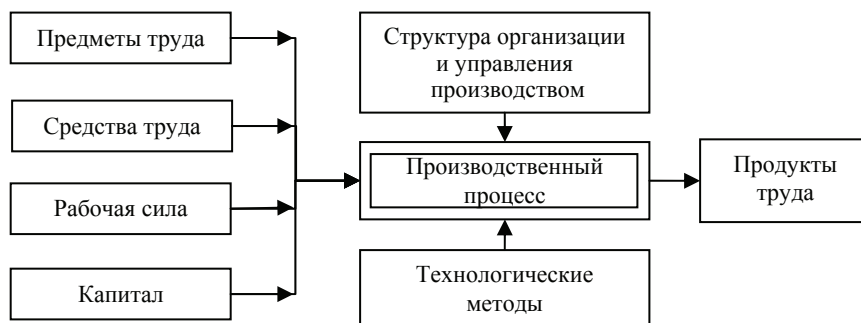 Предметы труда
Средства труда
Рабочая сила
Капитал
Структура организации
и управления
производством
Производственный
процесс
Технологические
методы
Продукты
труда